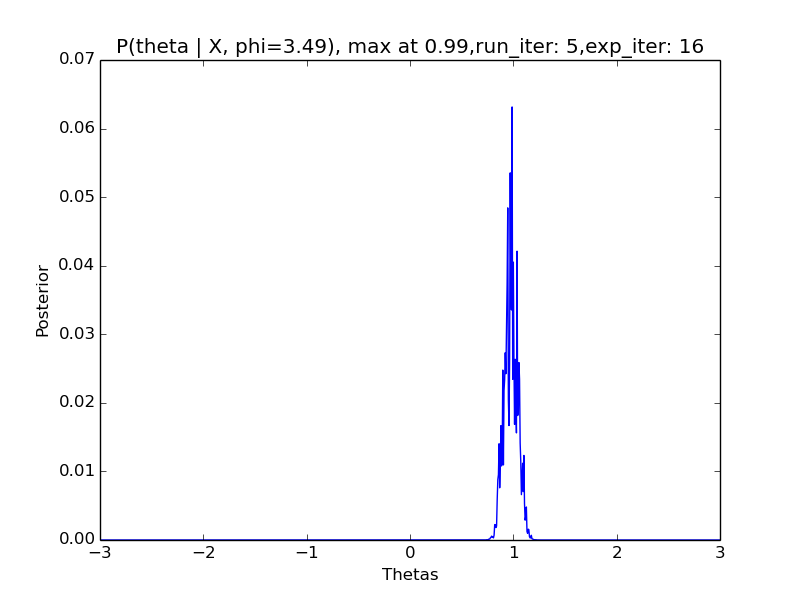 P(theta | X, phi=3.49), max at 0.99,run_iter: 5,exp_iter: 16
0.07
0.06
0.05
0.04
0.03
0.02
0.01
0.00
Posterior
−3 −2 −1 0 1 2 3
Thetas